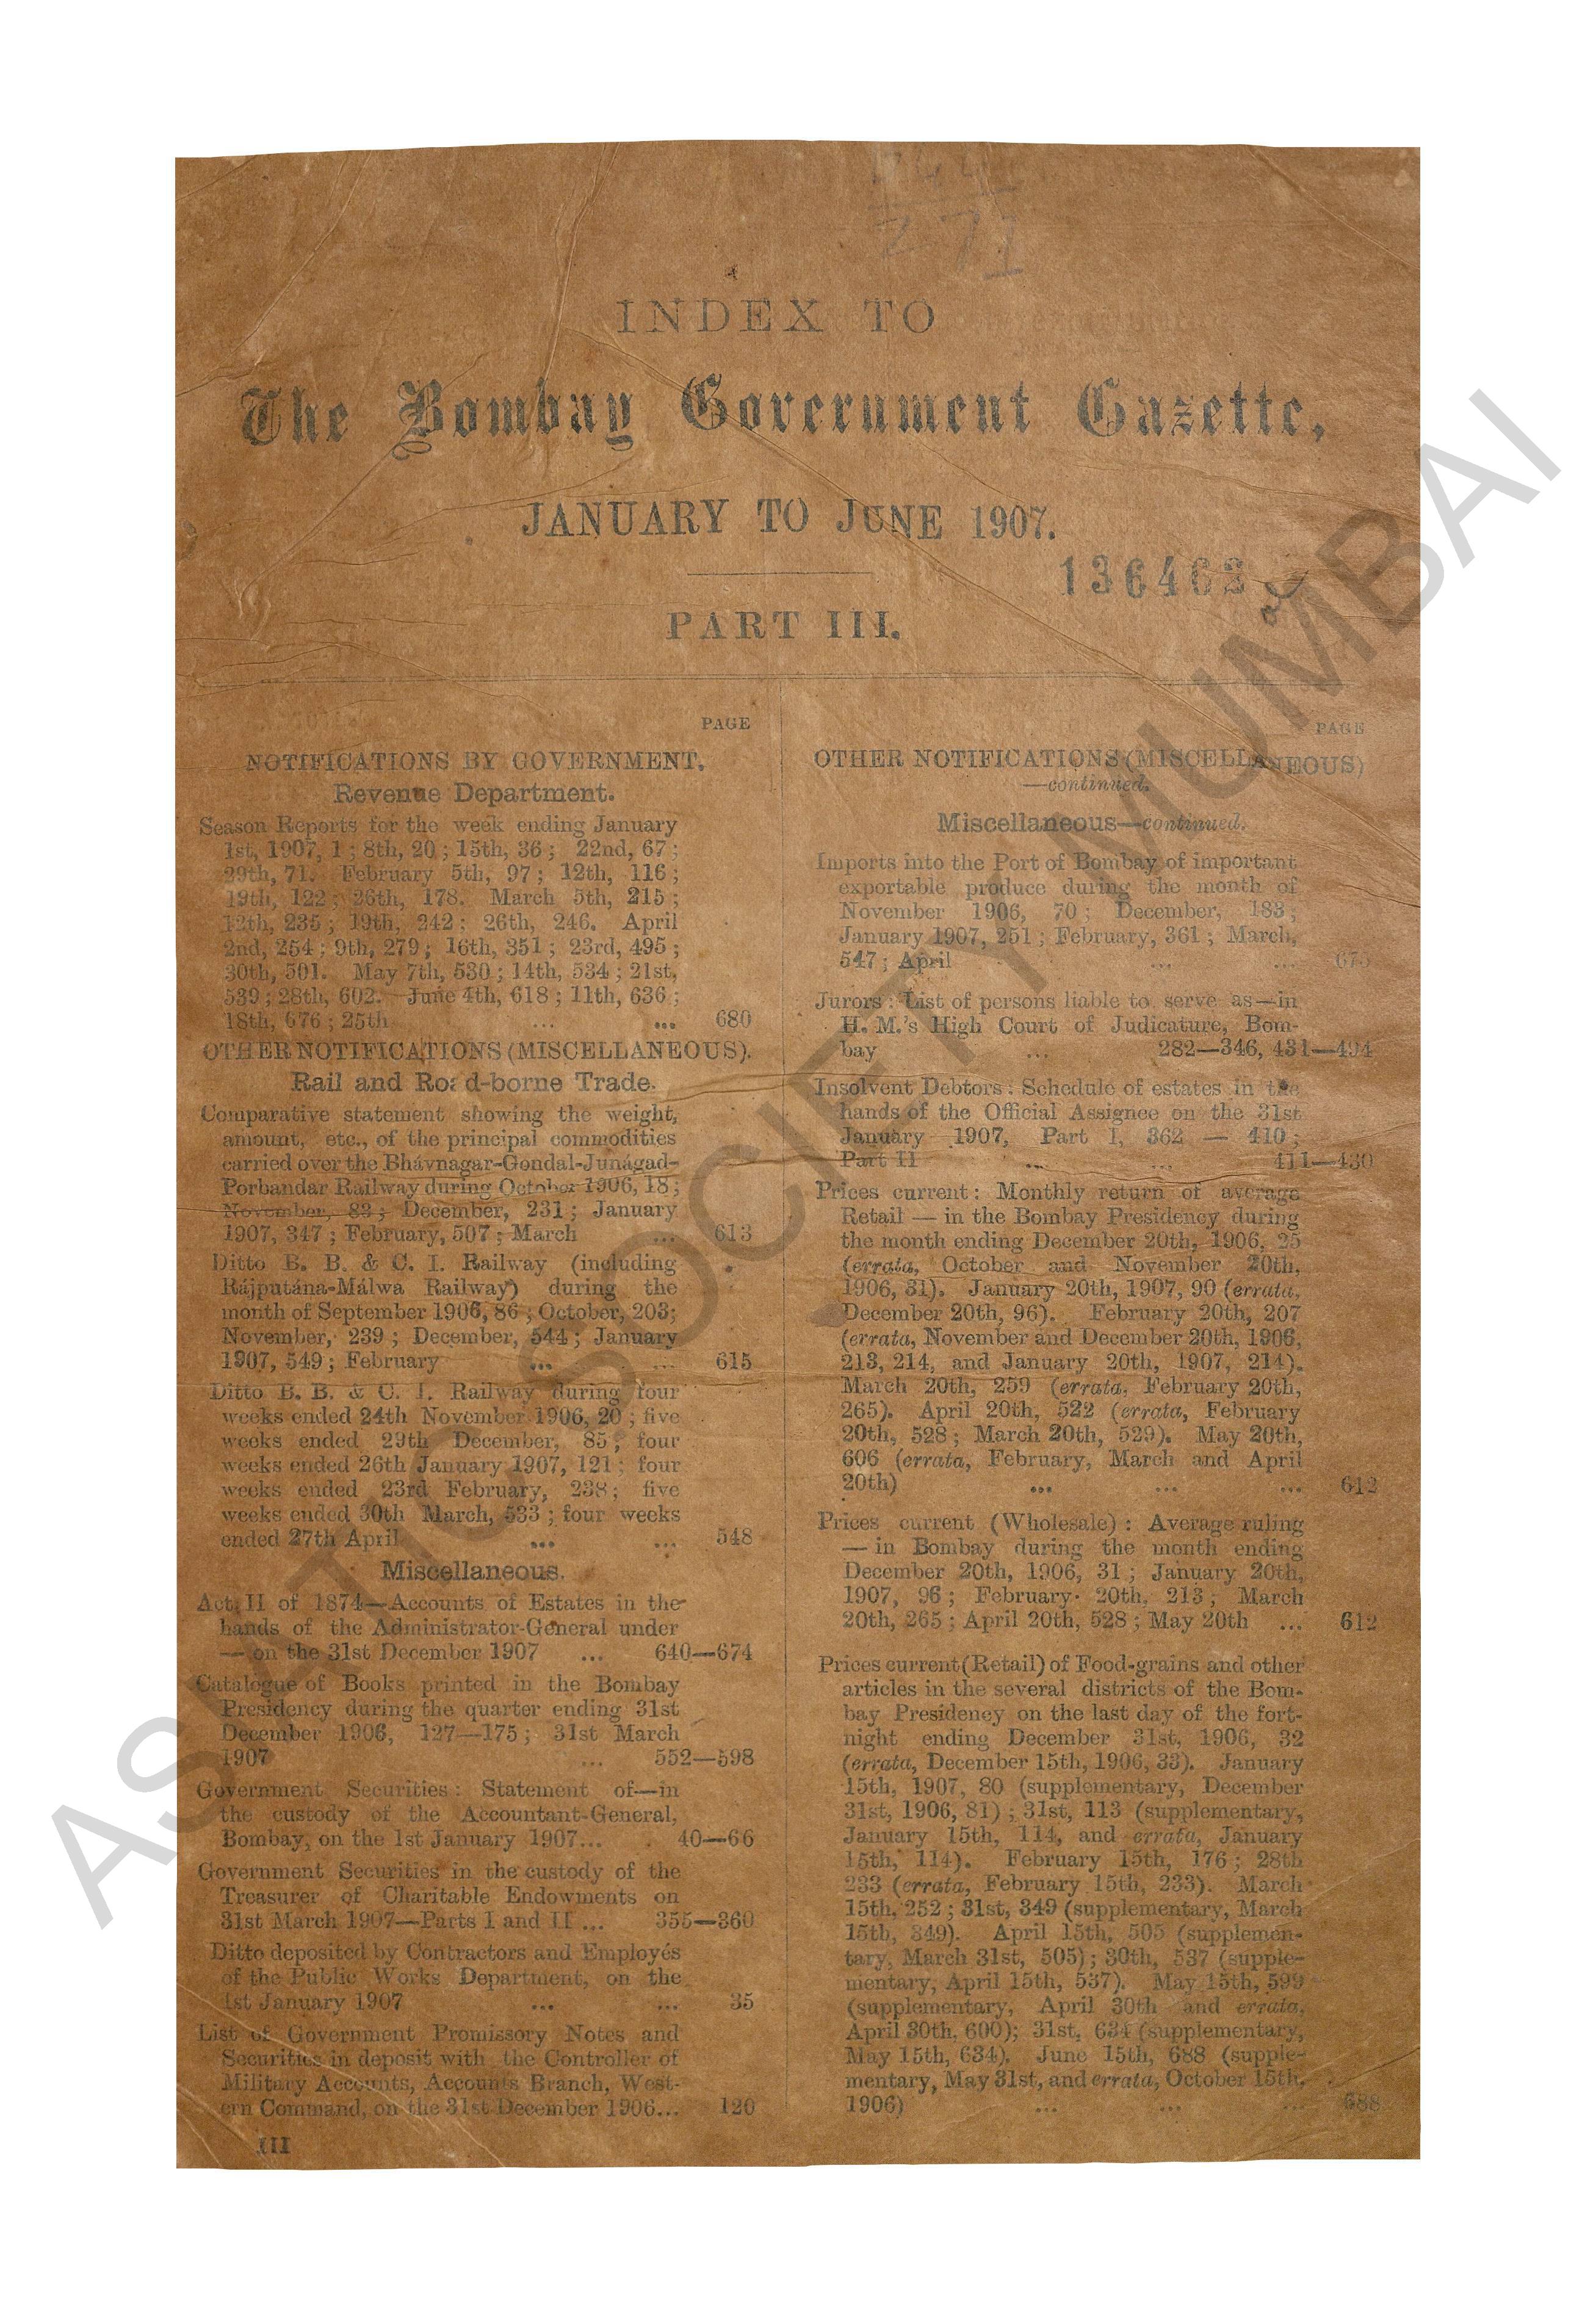 271
INDEX TO
The Bombay Government Gazette,
JANUARY TO JUNE 1907.
PART III.
PAGE
NOTIFICATIONS BY GOVERNMENT.
Revenue Department.
Season Reports for the week ending January
1st, 1907, 1 ; 8th, 20 ; 15th, 36 ; 22nd, 67 ;
29th, 71. February 5th, 97 ; 12th, 116 ;
19th, 122 ; 26th, 178. March 5th, 215 ;
12th, 235 ; 19th, 242 : 26th, 246. April
2nd, 254 ; 9th, 279 ; 16th, 351 ; 23rd, 495 ;
30th, 501. May 7th, 530 ; 14th, 534 ; 21st,
539 ; 28th, 602. June 4th, 618 ; 11th, 636 ;
18th, 676 ; 25th ... ... 680
OTHER NOTIFICATIONS (MISCELLANEOUS).
Rail and Road-borne Trade.
Comparative statement showing the weight,
amount, etc., of the principal commodities
carried over the Bhávnagar-Gondal-Junágad-
Porbandar Railway during October 1906, 18 ;
November, 83 ; December, 231 ; January
1907, 347 ; February, 507 ; March ... 613
Ditto B. B. & C. I. Railway (including
Rájputána-Málwa Railway) during the
month of September 1906, 86 ; October, 203;
November, 239 ; December, 544 ; January
1907, 549 ; February ... ... 615
Ditto B. B. & C. I. Railway during four
weeks ended 24th November 1906, 20 ; five
weeks ended 29th December, 85 ; four
weeks ended 26th January 1907, 121 ; four
weeks ended 23rd February, 238 ; five
weeks ended 30th March, 533 ; four weeks
ended 27th April ... ... 548
Miscellaneous.
Act II of 1874—Accounts of Estates in the
hands of the Administrator-General under
— on the 31st December 1907 ... 640—674
Catalogue of Books printed in the Bombay
Presidency during the quarter ending 31st
December 1906, 127—175 ; 31st March
1907 ... 552—598
Government Securities : Statement of—in
the custody of the Accountant-General,
Bombay, on the 1st January 1907... 40—66
Government Securities in the custody of the
Treasurer of Charitable Endowments on
31st March 1907—Parts I and II ... 355—360
Ditto deposited by Contractors and Employés
of the Public Works Department, on the
1st January 1907 ... ... 35
List of Government Promissory Notes and
Securities in deposit with the Controller of
Military Accounts, Accounts Branch, West-
ern Command, on the 31st December 1906... 120
III
PAGE
OTHER NOTIFICATIONS (MISCELLANEOUS)
—continued.
Miscellaneous—continued.
Imports into the Port of Bombay of important
exportable produce during the month of
November 1906, 70 ; December, 183 ;
January 1907, 251 ; February, 361 ; March,
547 ; April ... ...
Jurors : List of persons liable to serve as—in
H. M.'s High Court of Judicature, Bom-
bay ... 282—346, 431—494
Insolvent Debtors : Schedule of estates in the
hands of the Official Assignee on the 31st
January 1907, Part I, 362 — 410 ;
Part II ... ... 411—430
Prices current : Monthly return of average
Retail — in the Bombay Presidency during
the month ending December 20th, 1906, 25
(errata, October and November 20th,
1906, 31). January 20th, 1907, 90 (errata,
December 20th, 96). February 20th, 207
(errata, November and December 20th, 1906,
213, 214, and January 20th, 1907, 214).
March 20th, 259 (errata, February 20th,
265). April 20th, 522 (errata, February
20th, 528 ; March 20th, 529). May 20th,
606 (errata, February, March and April
20th) ... ... ... 612
Prices current (Wholesale) : Average ruling
— in Bombay during the month ending
December 20th, 1906, 31 ; January 20th,
1907, 96 ; February 20th, 213 ; March
20th, 265 ; April 20th, 528 ; May 20th ... 612
Prices current (Retail) of Food-grains and other
articles in the several districts of the Bom-
bay Presidency on the last day of the fort-
night ending December 31st, 1906, 32
(errata, December 15th, 1906, 33). January
15th, 1907, 80 (supplementary, December
31st, 1906, 81) ; 31st, 113 (supplementary,
January 15th, 114, and errata, January
15th, 114). February 15th, 176 ; 28th
233 (errata, February 15th, 233). March
15th, 252 ; 31st, 349 (supplementary, March
15th, 349). April 15th, 505 (supplemen-
tary, March 31st, 505) ; 30th, 537 (supple-
mentary, April 15th, 537). May 15th, 599
(supplementary, April 30th and errata,
April 30th, 600); 31st, 634 (supplementary,
May 15th, 634). June 15th, 688 (supple-
mentary, May 31st, and errata, October 15th,
1906) ... ... ... 688
ASIATIC SOCIETY MUMBAI